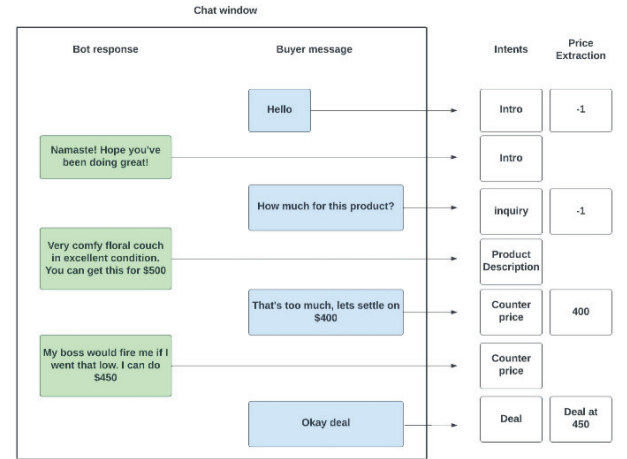 Chat window
Bot response
Buyer message
Intents
Price
Extraction
Hello
Intro
-1
Namaste! Hope you've
been doing great!
Intro
How much for this product?
inquiry
-1
Very comfy floral couch
in excellent condition.
You can get this for $500
Product
Description
That's too much, lets settle on
$400
Counter
price
400
My boss would fire me if I
went that low. I can do
$450
Counter
price
Okay deal
Deal
Deal at
450